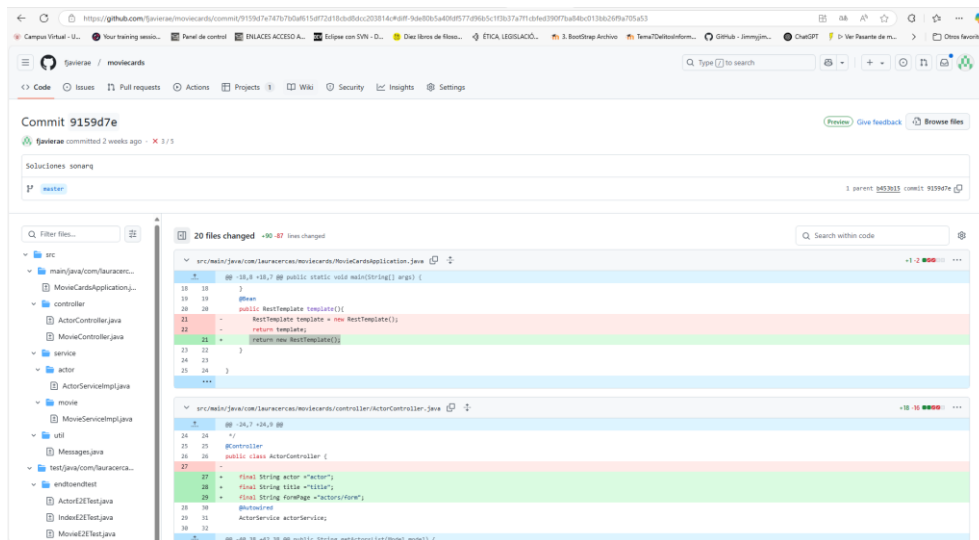 https://github.com/fjavierae/moviecards/commit/9159d7e747b7b0af615df72d18cbd8dcc203814c#diff-9de80b5a40fdf577d96b5c1f3b37a7f1cbfed390f7ba84bc013bb26f9a705a53
Campus Virtual - U... Your training sessio... Panel de control ENLACES ACCESO A... Eclipse con SVN - D... Diez libros de filoso... ÉTICA, LEGISLACIÓ... 3. BootStrap Archivo Tema7DelitosInform... GitHub - Jimmjjim... ChatGPT ▷ Ver Pasante de m... Otros favorit
fjavierae / moviecards Type / to search
Code Issues Pull requests Actions Projects 1 Wiki Security Insights Settings
Commit 9159d7e Preview Give feedback Browse files
fjavierae committed 2 weeks ago · × 3 / 5
Soluciones sonarq
master 1 parent b453b15 commit 9159d7e
Filter files... 20 files changed +90 -87 lines changed Search within code
src
main/java/com/lauracerc...
MovieCardsApplication.j...
controller
ActorController.java
MovieController.java
service
actor
ActorServiceImpl.java
movie
MovieServiceImpl.java
util
Messages.java
test/java/com/lauracerca...
endtoendtest
ActorE2ETest.java
IndexE2ETest.java
MovieE2ETest.java
src/main/java/com/lauracercas/moviecards/MovieCardsApplication.java +1 -2
@@ -18,8 +18,7 @@ public static void main(String[] args) {
18 18 }
19 19 @Bean
20 20 public RestTemplate template(){
21 - RestTemplate template = new RestTemplate();
22 - return template;
21 + return new RestTemplate();
23 22 }
24 23
25 24 }
src/main/java/com/lauracercas/moviecards/controller/ActorController.java +18 -16
@@ -24,7 +24,9 @@
24 24 */
25 25 @Controller
26 26 public class ActorController {
27 -
27 + final String actor ="actor";
28 + final String title ="title";
29 + final String formPage ="actors/form";
28 30 @Autowired
29 31 ActorService actorService;
30 32
public String getActorsList(Model model) {